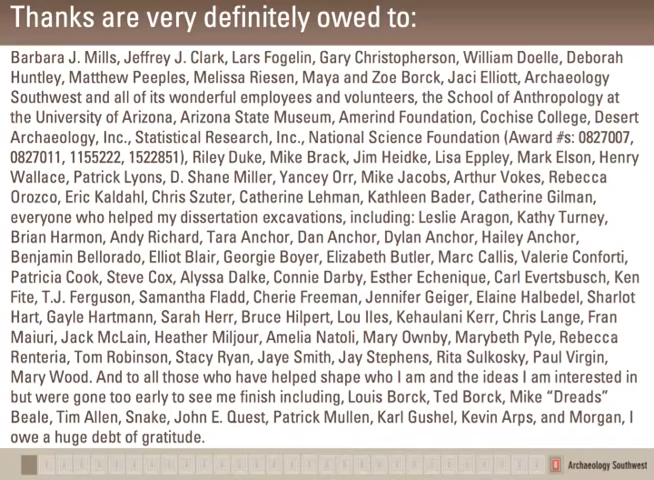 Thanks are very definitely owed to:
Barbara J. Mills, Jeffrey J. Clark, Lars Fogelin, Gary Christopherson, William Doelle, Deborah
Huntley, Matthew Peeples, Melissa Riesen, Maya and Zoe Borck, Jaci Elliott, Archaeology
Southwest and all of its wonderful employees and volunteers, the School of Anthropology at
the University of Arizona, Arizona State Museum, Amerind Foundation, Cochise College, Desert
Archaeology, Inc., Statistical Research, Inc., National Science Foundation (Award #s: 0827007,
0827011, 1155222, 1522851), Riley Duke, Mike Brack, Jim Heidke, Lisa Eppley, Mark Elson, Henry
Wallace, Patrick Lyons, D. Shane Miller, Yancey Orr, Mike Jacobs, Arthur Vokes, Rebecca
Orozco, Eric Kaldahl, Chris Szuter, Catherine Lehman, Kathleen Bader, Catherine Gilman,
everyone who helped my dissertation excavations, including: Leslie Aragon, Kathy Turney,
Brian Harmon, Andy Richard, Tara Anchor, Dan Anchor, Dylan Anchor, Hailey Anchor,
Benjamin Bellorado, Elliot Blair, Georgie Boyer, Elizabeth Butler, Marc Callis, Valerie Conforti,
Patricia Cook, Steve Cox, Alyssa Dalke, Connie Darby, Esther Echenique, Carl Evertsbusch, Ken
Fite, T.J. Ferguson, Samantha Fladd, Cherie Freeman, Jennifer Geiger, Elaine Halbedel, Sharlot
Hart, Gayle Hartmann, Sarah Herr, Bruce Hilpert, Lou Iles, Kehaulani Kerr, Chris Lange, Fran
Maiuri, Jack McLain, Heather Miljour, Amelia Natoli, Mary Ownby, Marybeth Pyle, Rebecca
Renteria, Tom Robinson, Stacy Ryan, Jaye Smith, Jay Stephens, Rita Sulkosky, Paul Virgin,
Mary Wood. And to all those who have helped shape who I am and the ideas I am interested in
but were gone too early to see me finish including, Louis Borck, Ted Borck, Mike “Dreads”
Beale, Tim Allen, Snake, John E. Quest, Patrick Mullen, Karl Gushel, Kevin Arps, and Morgan, I
owe a huge debt of gratitude.
Archaeology Southwest